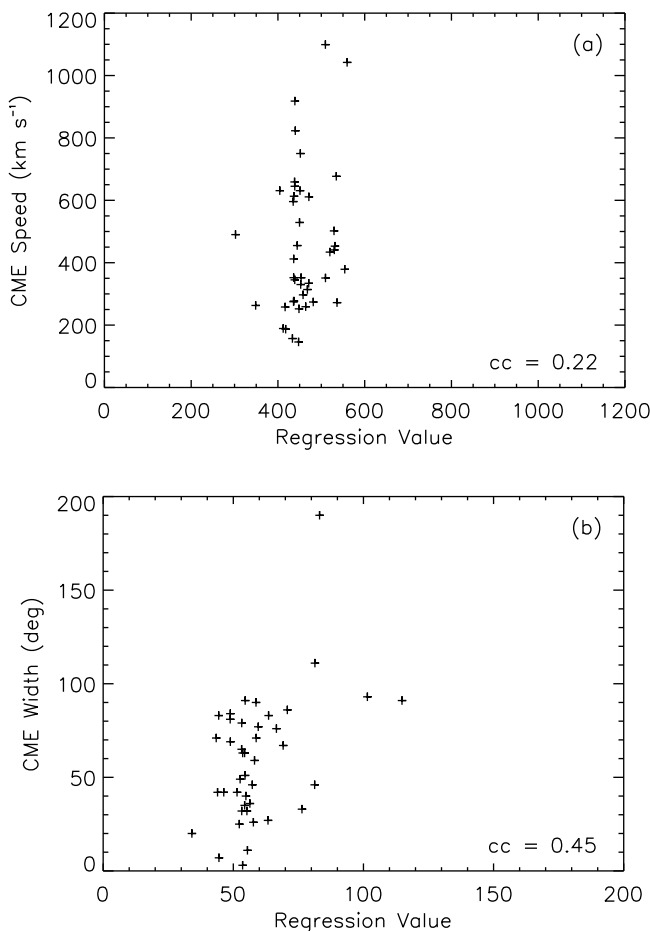 (a)
1200
1000
800
600
400
200
0
CME Speed (km s⁻¹)
cc = 0.22
0 200 400 600 800 1000 1200
Regression Value
(b)
200
150
100
50
0
CME Width (deg)
cc = 0.45
0 50 100 150 200
Regression Value